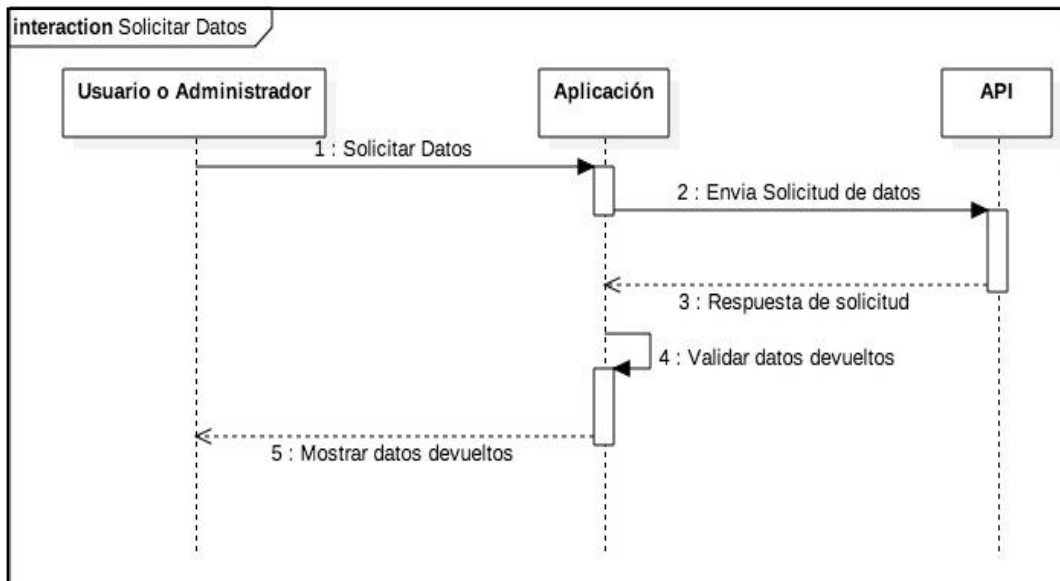 interaction Solicitar Datos
Usuario o Administrador
Aplicación
API
1 : Solicitar Datos
2 : Envia Solicitud de datos
3 : Respuesta de solicitud
4 : Validar datos devueltos
5 : Mostrar datos devueltos